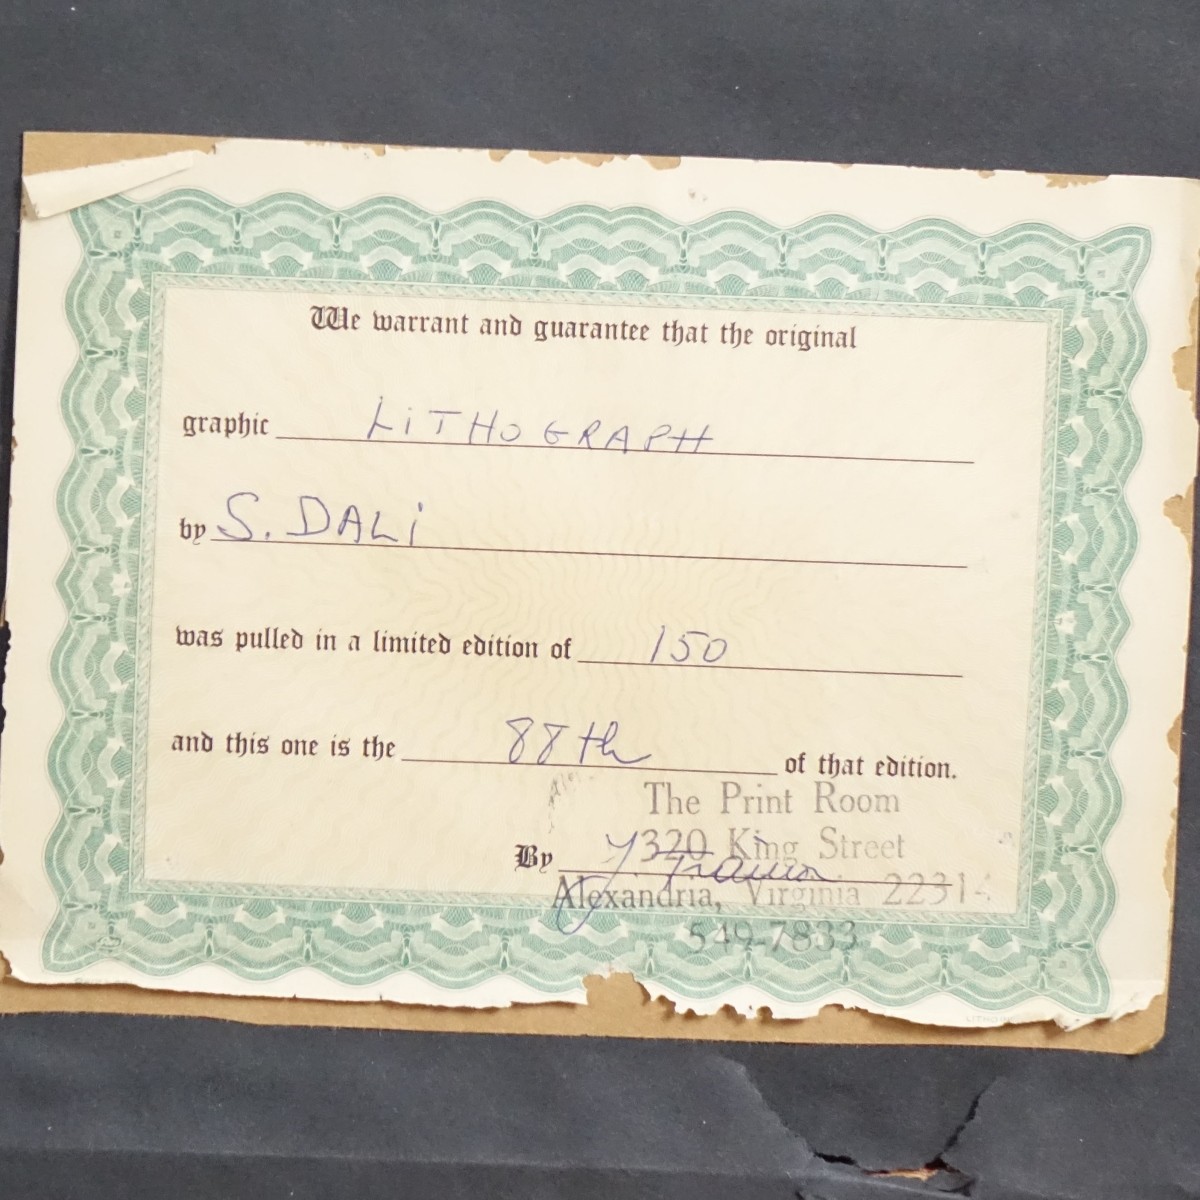 We warrant and guarantee that the original
graphic LiTHOGRAPH
by S. DALi
was pulled in a limited edition of 150
and this one is the 88th of that edition.
The Print Room
320 King Street
By
Alexandria, Virginia 22314
549-7833